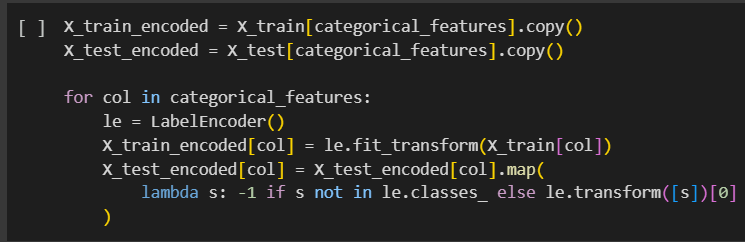 [ ] X_train_encoded = X_train[categorical_features].copy()
X_test_encoded = X_test[categorical_features].copy()
for col in categorical_features:
le = LabelEncoder()
X_train_encoded[col] = le.fit_transform(X_train[col])
X_test_encoded[col] = X_test_encoded[col].map(
lambda s: -1 if s not in le.classes_ else le.transform([s])[0]
)